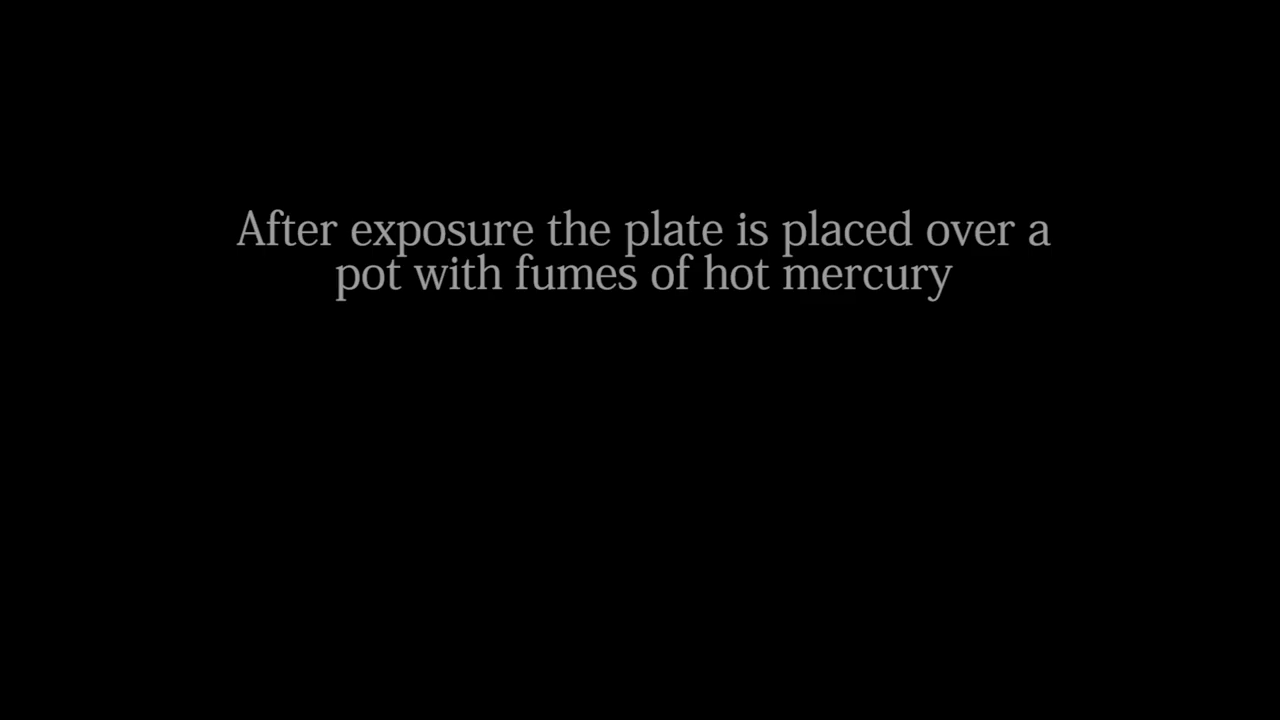 After exposure the plate is placed over a
pot with fumes of hot mercury